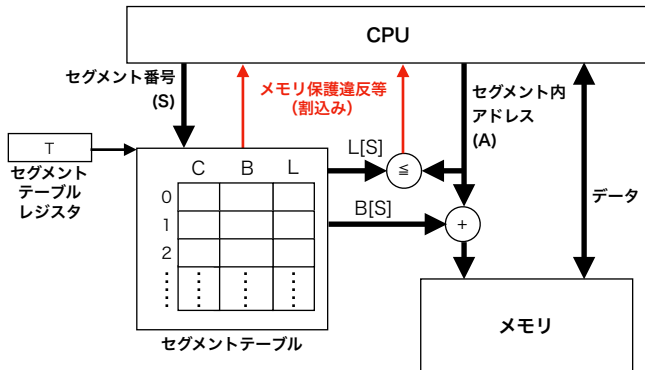 CPU
セグメント番号
(S)
メモリ保護違反等
（割込み）
セグメント内
アドレス
(A)
T
セグメント
テーブル
レジスタ
C B L
0
1
2
L[S]
≦
B[S]
+
データ
メモリ
セグメントテーブル